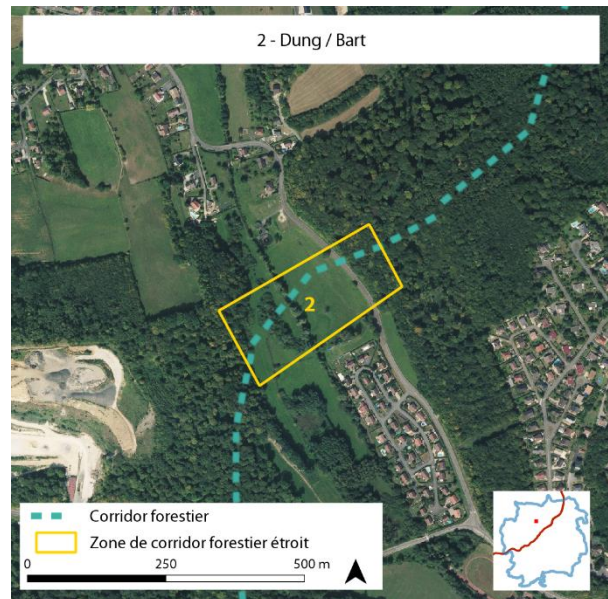 2 - Dung / Bart
2
Corridor forestier
Zone de corridor forestier étroit
0 250 500 m